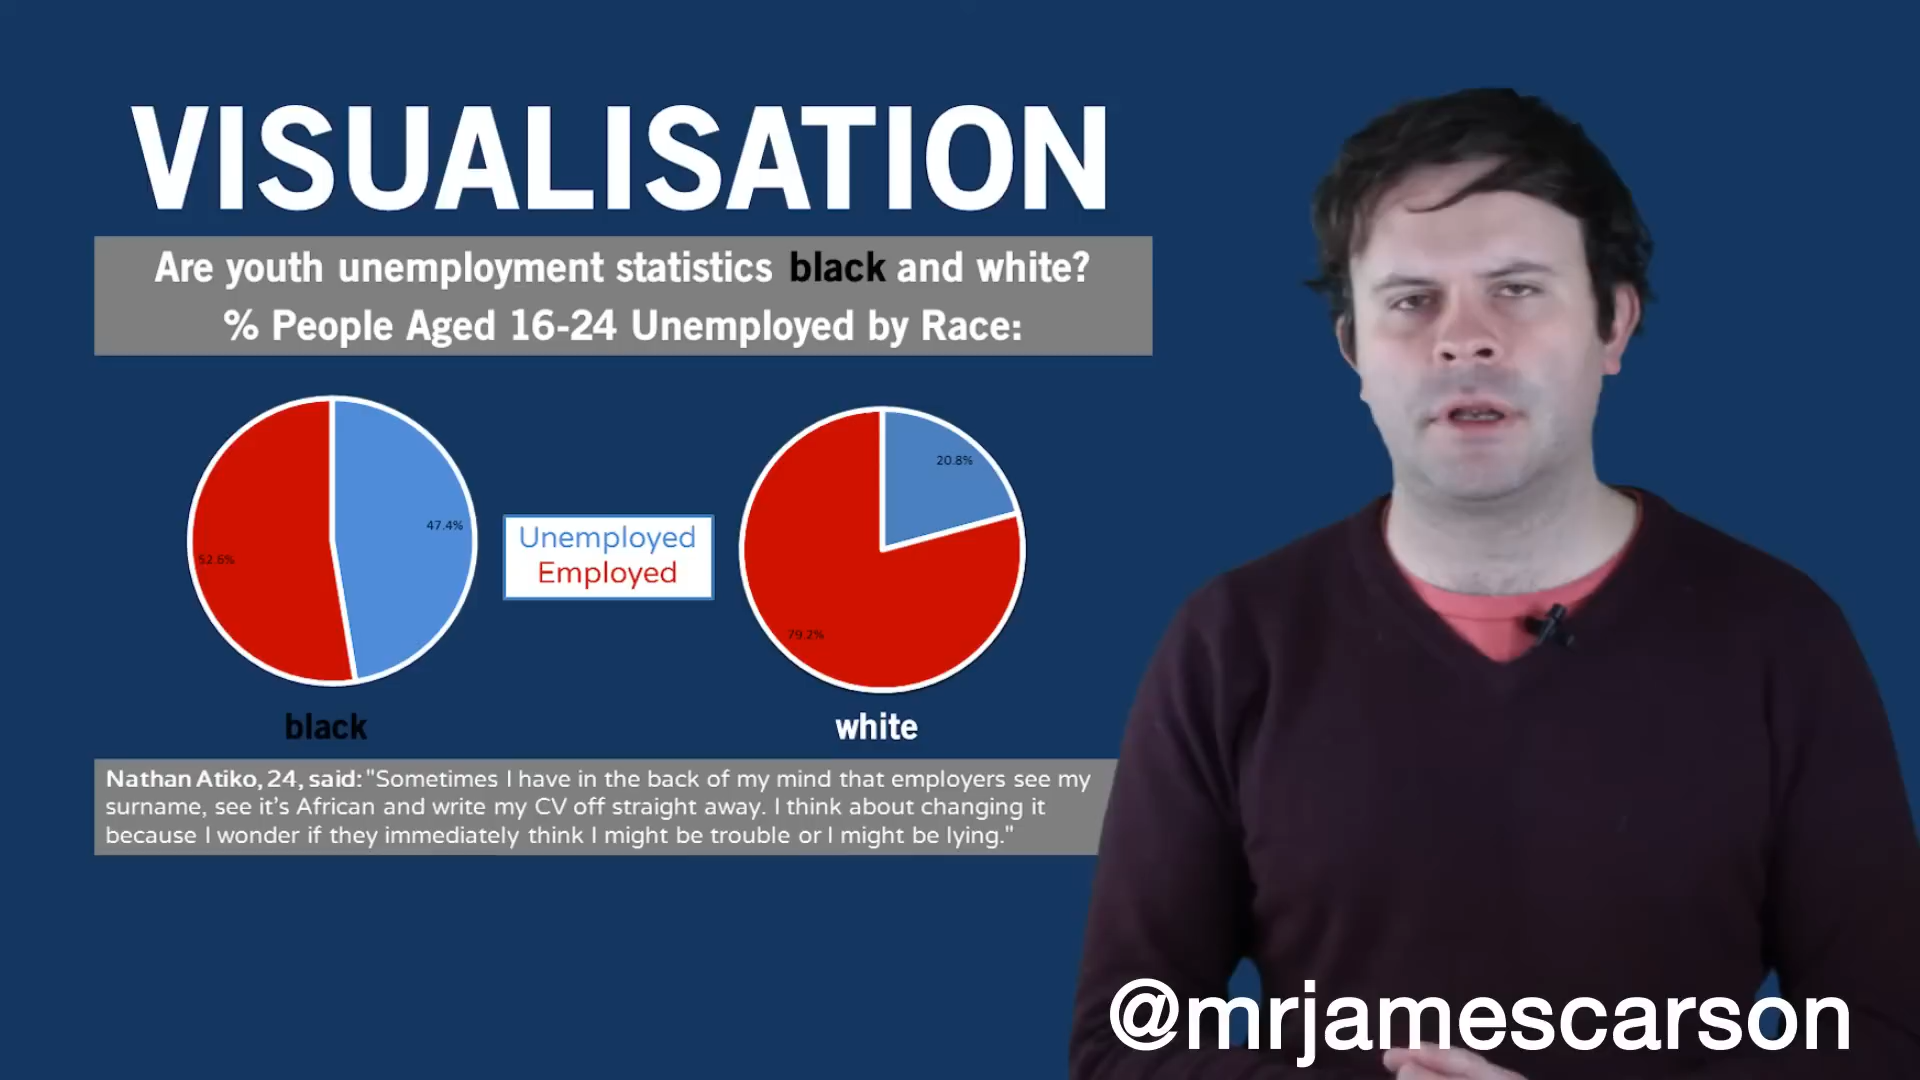 VISUALISATION
Are youth unemployment statistics black and white?
% People Aged 16-24 Unemployed by Race:
47.4%
52.6%
Unemployed
Employed
20.8%
79.2%
black
white
Nathan Atiko, 24, said: "Sometimes I have in the back of my mind that employers see my
surname, see it's African and write my CV off straight away. I think about changing it
because I wonder if they immediately think I might be trouble or I might be lying."
@mrjamescarson